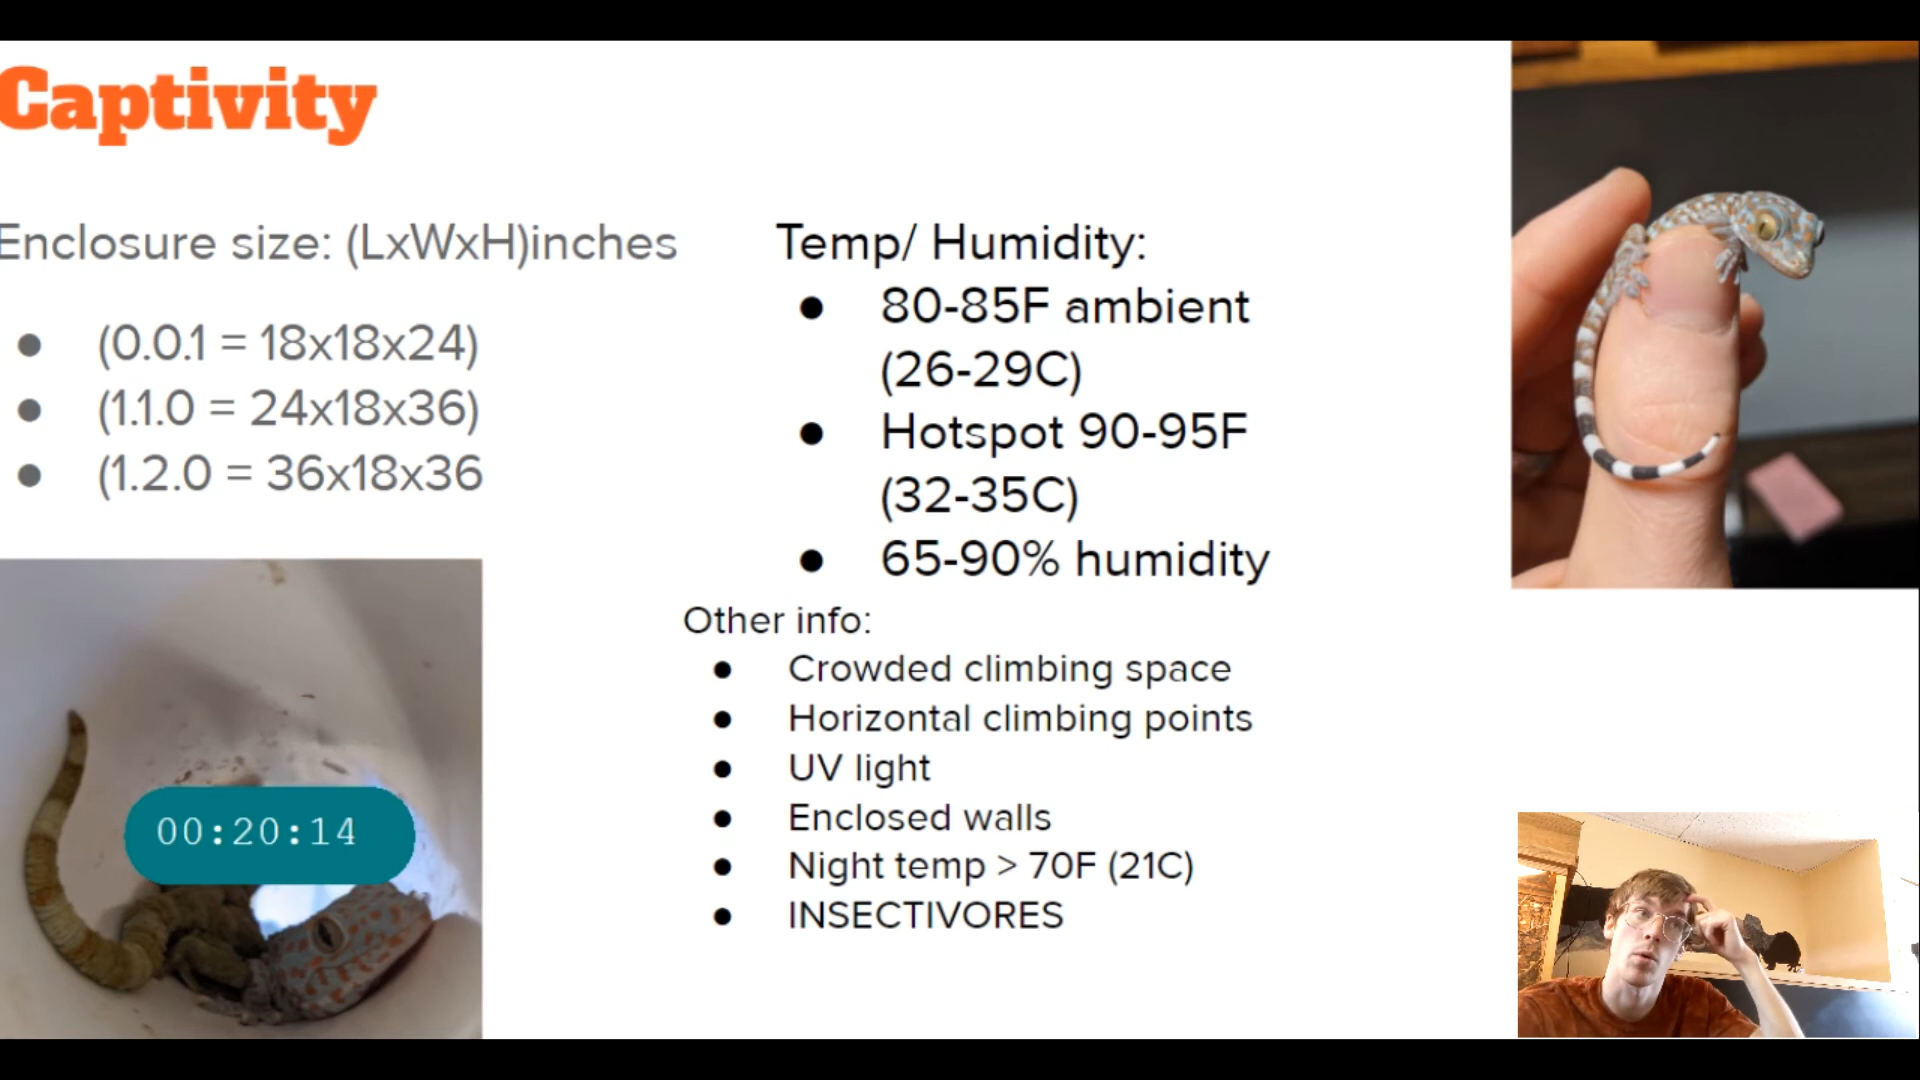 Captivity
Enclosure size: (LxWxH)inches
● (0.0.1 = 18x18x24)
● (1.1.0 = 24x18x36)
● (1.2.0 = 36x18x36
Temp/ Humidity:
● 80-85F ambient
(26-29C)
● Hotspot 90-95F
(32-35C)
● 65-90% humidity
Other info:
● Crowded climbing space
● Horizontal climbing points
● UV light
● Enclosed walls
● Night temp > 70F (21C)
● INSECTIVORES
00:20:14